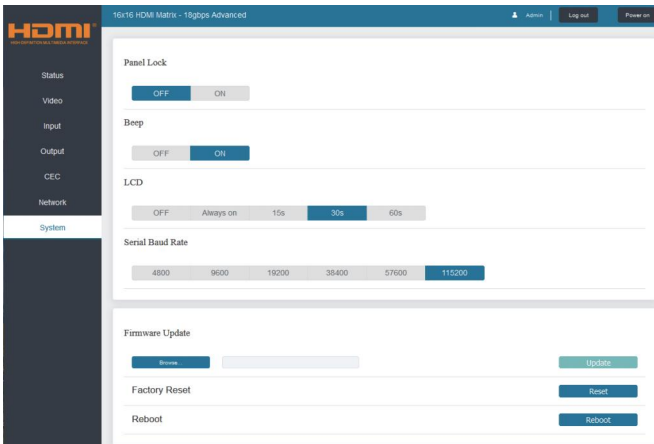 HDMI®
HIGH-DEFINITION MULTIMEDIA INTERFACE
16x16 HDMI Matrix - 18gbps Advanced
Admin
Log out
Power on
Status
Video
Input
Output
CEC
Network
System
Panel Lock
OFF ON
Beep
OFF ON
LCD
OFF Always on 15s 30s 60s
Serial Baud Rate
4800 9600 19200 38400 57600 115200
Firmware Update
Browse... Update
Factory Reset Reset
Reboot Reboot